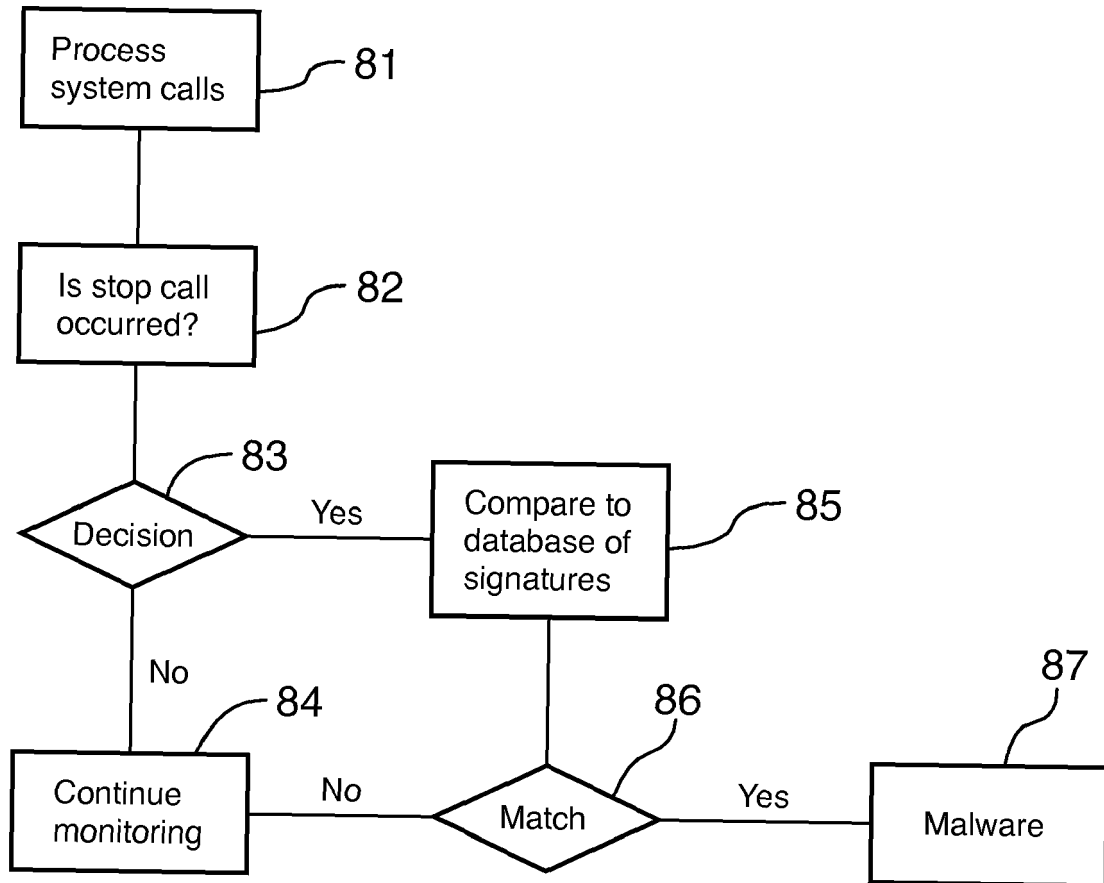 Process
system calls
81
Is stop call
occurred?
82
83
Decision
Yes
Compare to
database of
signatures
85
No
84
Continue
monitoring
No
86
Match
Yes
87
Malware